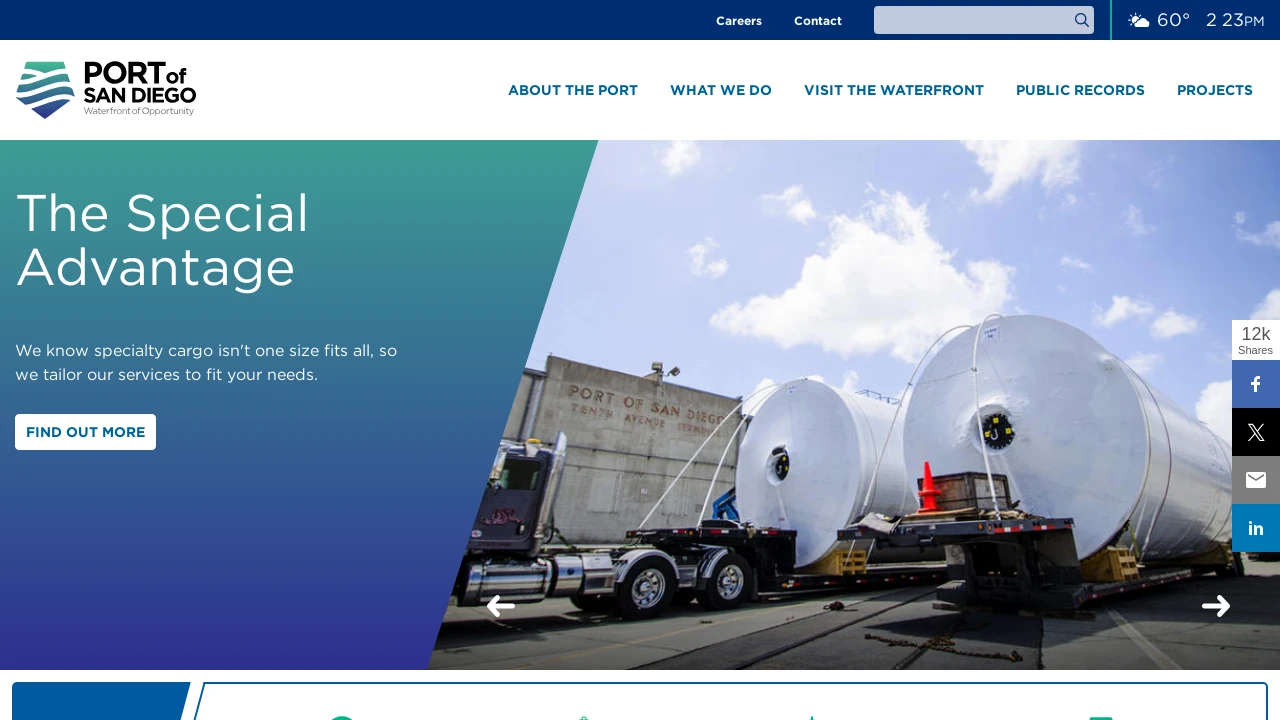 Careers
Contact
60°
2 23PM
PORT of
SAN DIEGO
Waterfront of Opportunity
ABOUT THE PORT
WHAT WE DO
VISIT THE WATERFRONT
PUBLIC RECORDS
PROJECTS
The Special
Advantage
We know specialty cargo isn't one size fits all, so
we tailor our services to fit your needs.
FIND OUT MORE
PORT OF SAN DIEGO
TENTH AVENUE TERMINAL
12k
Shares
f
X
in